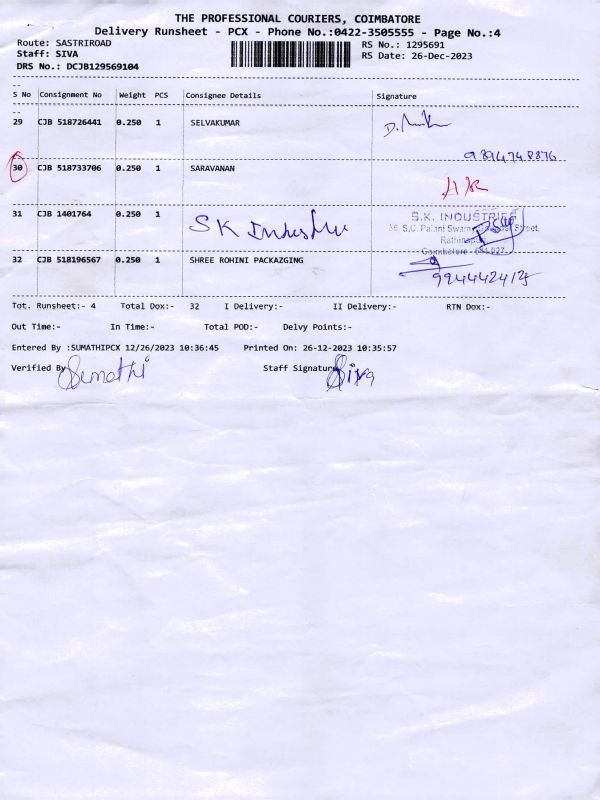 THE PROFESSIONAL COURIERS, COIMBATORE
Delivery Runsheet - PCX - Phone No.:0422-3505555 - Page No.:4
Route: SASTRIROAD
RS No.: 1295691
Staff: SIVA
RS Date: 26-Dec-2023
DRS No.: DCJB129569104
S No Consignment No Weight PCS Consignee Details Signature
29 CJB 518726441 0.250 1 SELVAKUMAR
30 CJB 518733706 0.250 1 SARAVANAN
31 CJB 1401764 0.250 1 SK
S.K. INDUSTRIES
32 CJB 518196567 0.250 1 SHREE ROHINI PACKAZGING
Tot. Runsheet:- 4 Total Dox:- 32 I Delivery:- II Delivery:- RTN Dox:-
Out Time:- In Time:- Total POD:- Delvy Points:-
Entered By :SUMATHIPCX 12/26/2023 10:36:45 Printed On: 26-12-2023 10:35:57
Verified By Sumathi Staff Signature Siva